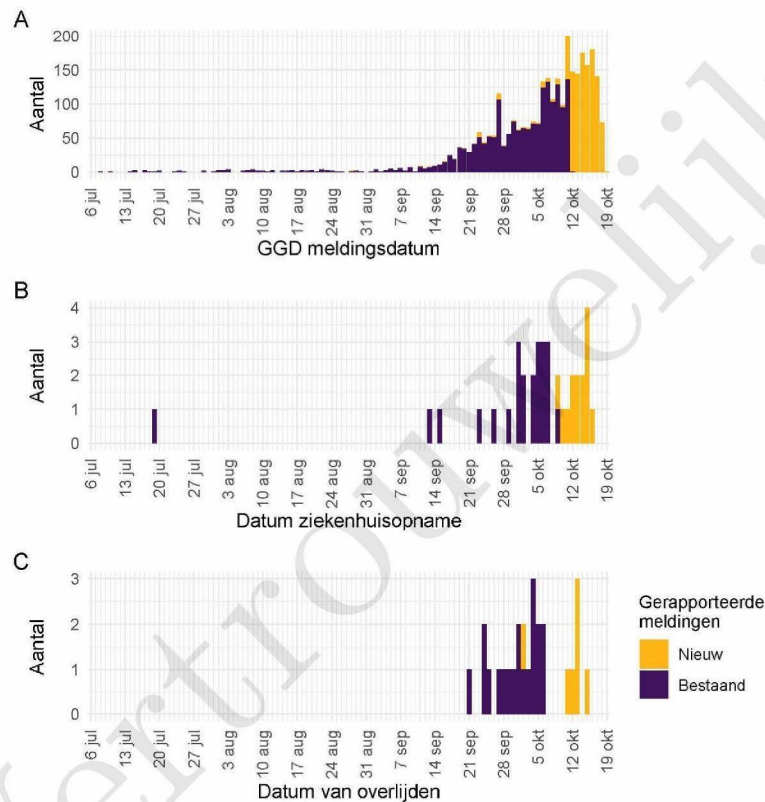 A
200
150
100
50
0
Aantal
6 jul
13 jul
20 jul
27 jul
3 aug
10 aug
17 aug
24 aug
31 aug
7 sep
14 sep
21 sep
28 sep
5 okt
12 okt
19 okt
GGD meldingsdatum
B
4
3
2
1
0
Aantal
6 jul
13 jul
20 jul
27 jul
3 aug
10 aug
17 aug
24 aug
31 aug
7 sep
14 sep
21 sep
28 sep
5 okt
12 okt
19 okt
Datum ziekenhuisopname
C
3
2
1
0
Aantal
6 jul
13 jul
20 jul
27 jul
3 aug
10 aug
17 aug
24 aug
31 aug
7 sep
14 sep
21 sep
28 sep
5 okt
12 okt
19 okt
Datum van overlijden
Gerapporteerde
meldingen
Nieuw
Bestaand
ertrouwelij